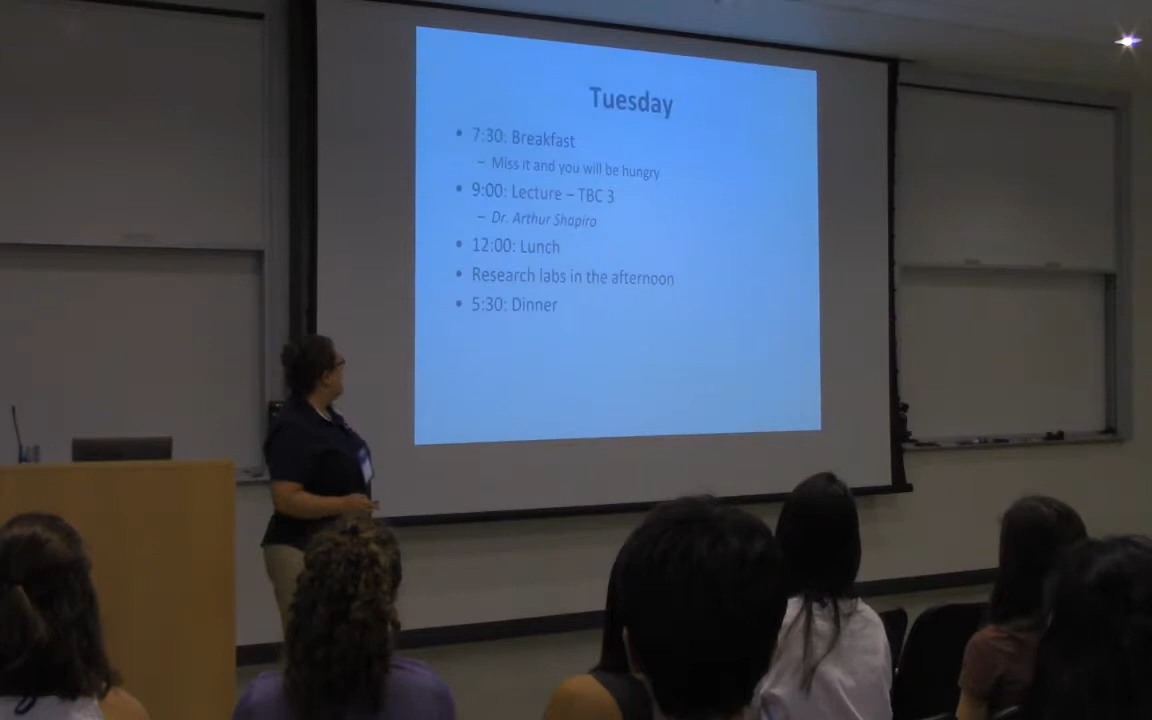 Tuesday
• 7:30: Breakfast
– Miss it and you will be hungry
• 9:00: Lecture – TBC 3
– Dr. Arthur Shapiro
• 12:00: Lunch
• Research labs in the afternoon
• 5:30: Dinner